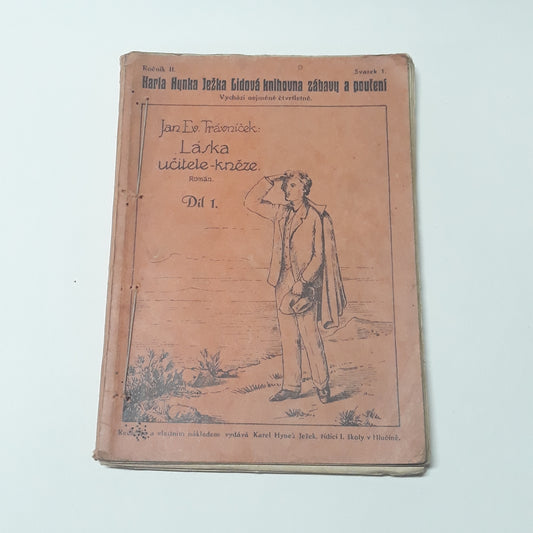 Ročník II. Svazek 1.
Karla Hynka Ježka Lidová knihovna zábavy a poučení
Vychází nejméně čtvrtletně.
Jan Ev. Trávníček:
Láska
učitele-kněze.
Román.
Díl 1.
a vlastním nákladem vydává Karel Hynek Ježek, řídící I. školy v Hlučíně.